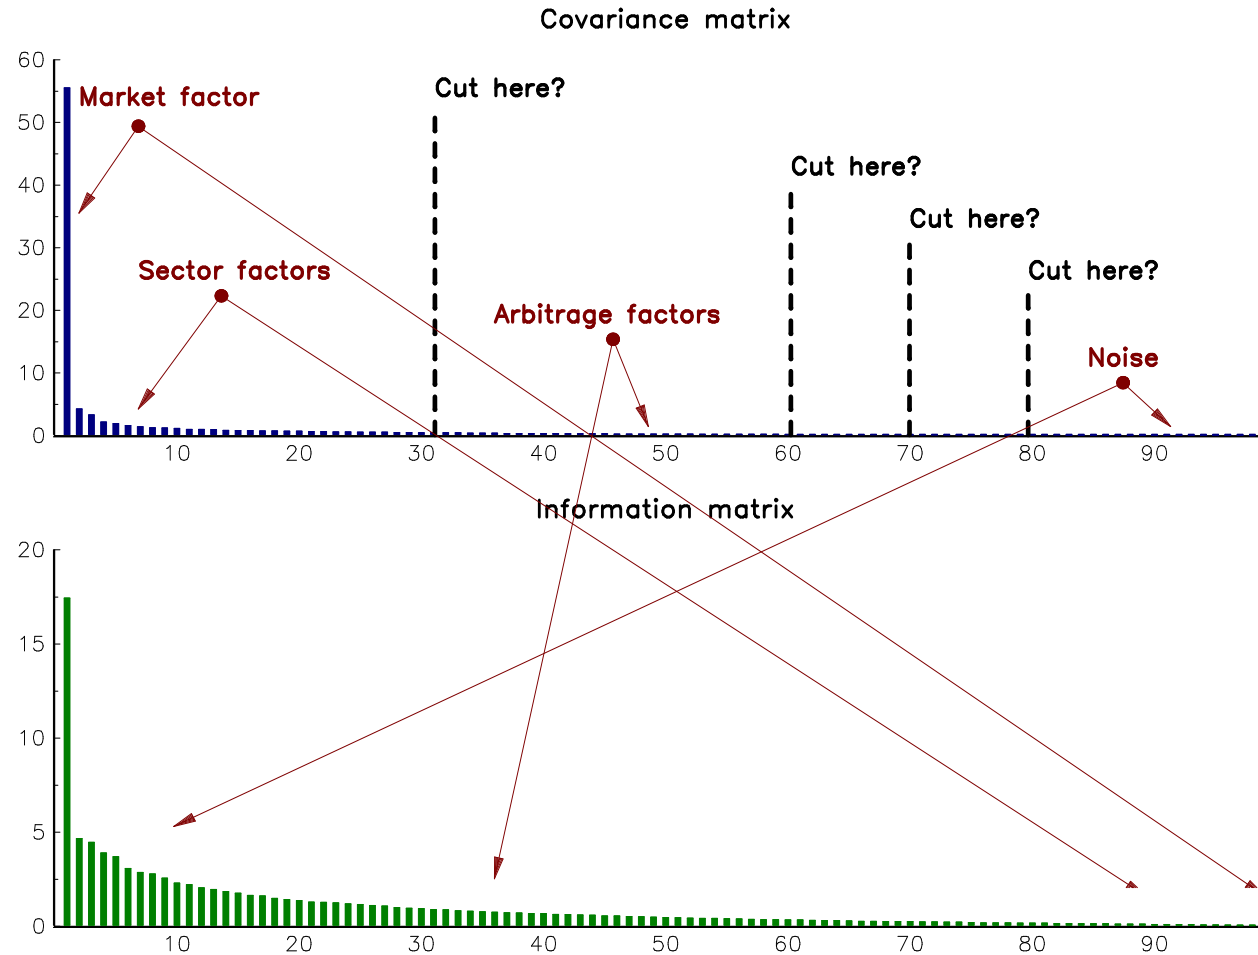 Covariance matrix
60
Market factor
Cut here?
50
Cut here?
40
Cut here?
30
Sector factors
Cut here?
20
Arbitrage factors
Noise
10
0
10 20 30 40 50 60 70 80 90
Information matrix
20
15
10
5
0
10 20 30 40 50 60 70 80 90